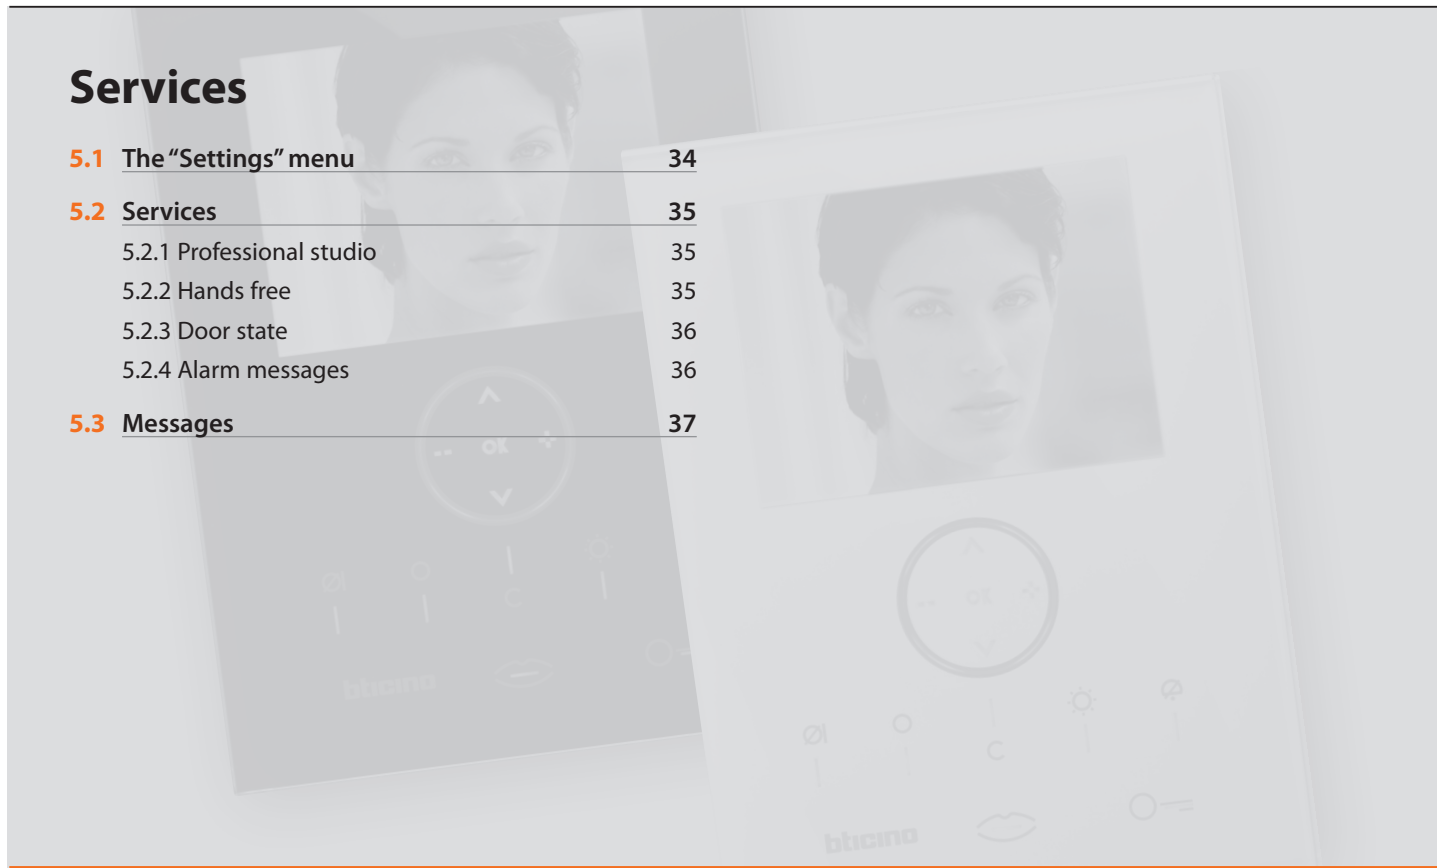 Services
5.1 The “Settings” menu 34
5.2 Services 35
5.2.1 Professional studio 35
5.2.2 Hands free 35
5.2.3 Door state 36
5.2.4 Alarm messages 36
5.3 Messages 37
OK
C
bticino
OK
C
bticino